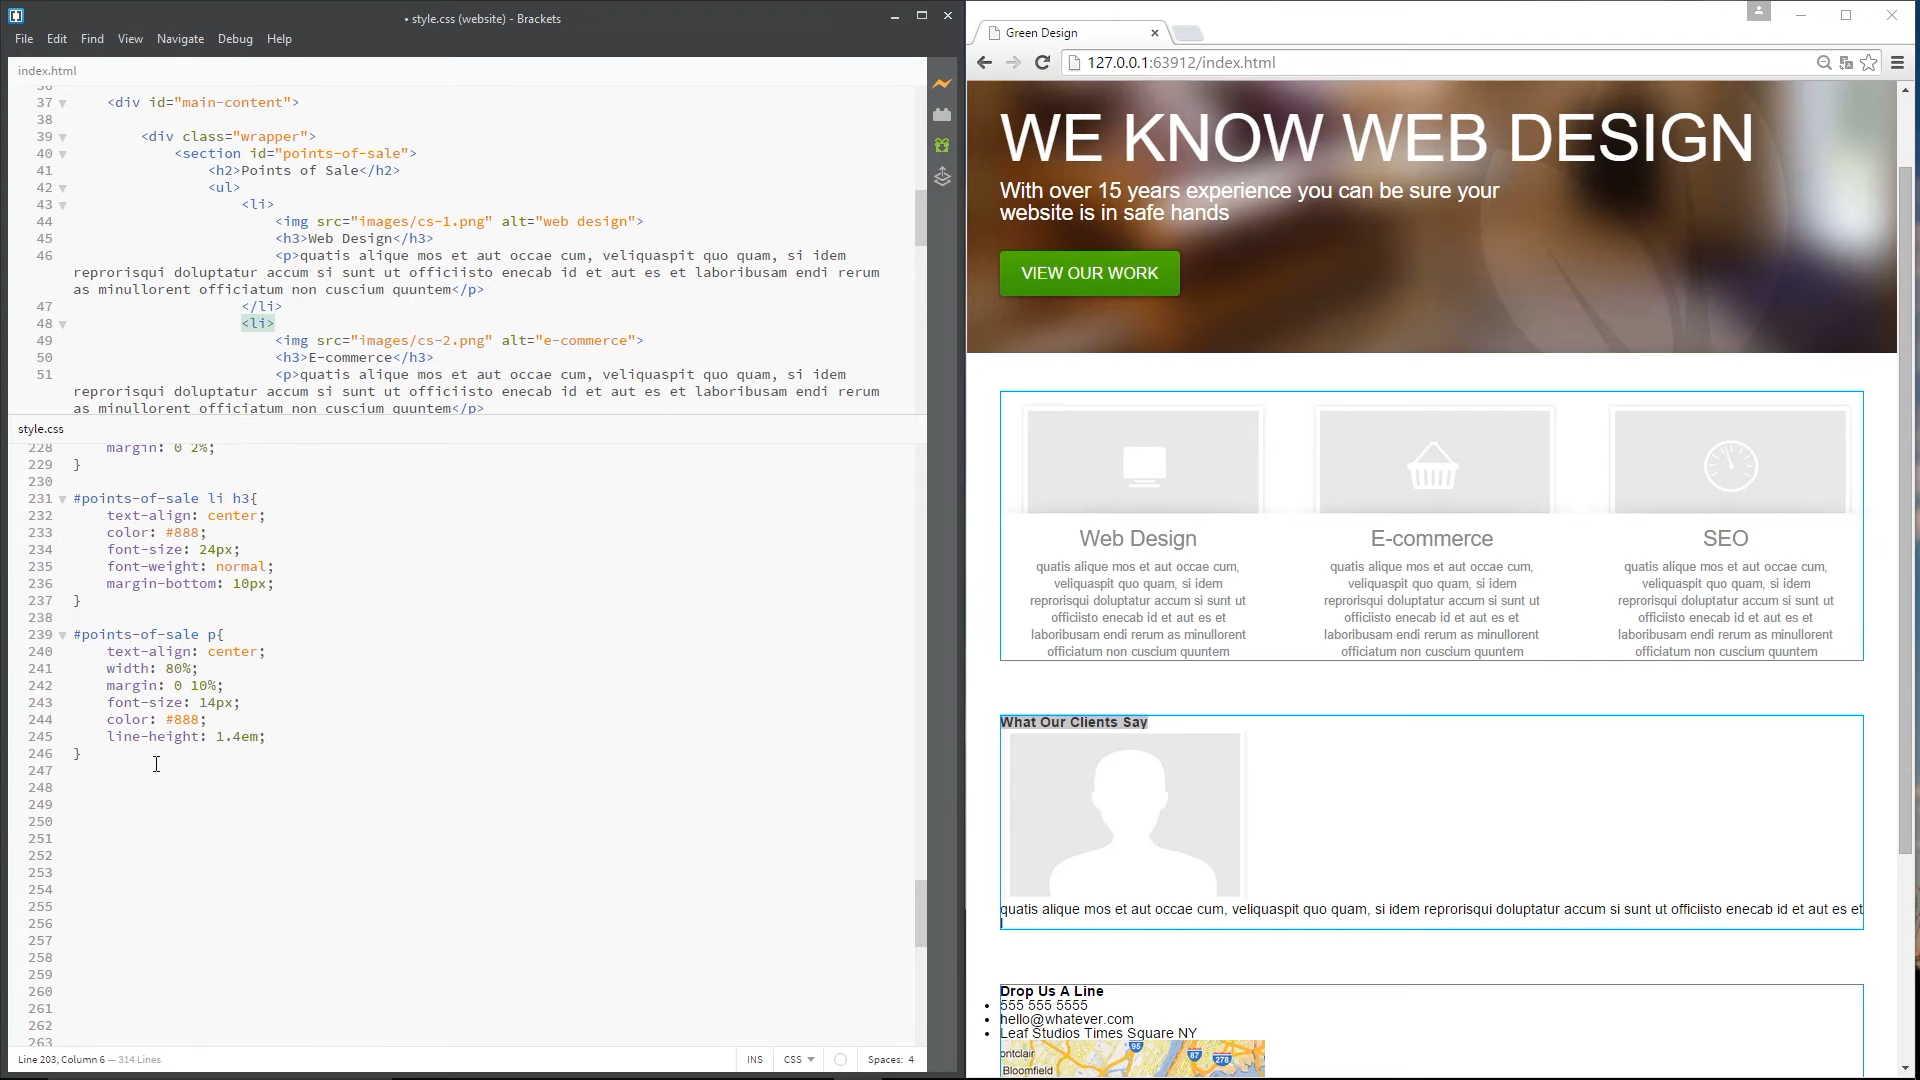 • style.css (website) - Brackets
File Edit Find View Navigate Debug Help
index.html
36
37 <div id="main-content">
38
39 <div class="wrapper">
40 <section id="points-of-sale">
41 <h2>Points of Sale</h2>
42 <ul>
43 <li>
44 <img src="images/cs-1.png" alt="web design">
45 <h3>Web Design</h3>
46 <p>quatis alique mos et aut occae cum, veliquaspit quo quam, si idem
reprorisqui doluptatur accum si sunt ut officiisto enecab id et aut es et laboribusam endi rerum
as minullorent officiatum non cuscium quuntem</p>
47 </li>
48 <li>
49 <img src="images/cs-2.png" alt="e-commerce">
50 <h3>E-commerce</h3>
51 <p>quatis alique mos et aut occae cum, veliquaspit quo quam, si idem
reprorisqui doluptatur accum si sunt ut officiisto enecab id et aut es et laboribusam endi rerum
as minullorent officiatum non cuscium quuntem</p>
style.css
228 margin: 0 2%;
229 }
230
231 #points-of-sale li h3{
232 text-align: center;
233 color: #888;
234 font-size: 24px;
235 font-weight: normal;
236 margin-bottom: 10px;
237 }
238
239 #points-of-sale p{
240 text-align: center;
241 width: 80%;
242 margin: 0 10%;
243 font-size: 14px;
244 color: #888;
245 line-height: 1.4em;
246 }
247
248
249
250
251
252
253
254
255
256
257
258
259
260
261
262
263
Line 203, Column 6 — 314 Lines
INS CSS Spaces: 4
Green Design
127.0.0.1:63912/index.html
WE KNOW WEB DESIGN
With over 15 years experience you can be sure your
website is in safe hands
VIEW OUR WORK
Web Design
quatis alique mos et aut occae cum,
veliquaspit quo quam, si idem
reprorisqui doluptatur accum si sunt ut
officiisto enecab id et aut es et
laboribusam endi rerum as minullorent
officiatum non cuscium quuntem
E-commerce
quatis alique mos et aut occae cum,
veliquaspit quo quam, si idem
reprorisqui doluptatur accum si sunt ut
officiisto enecab id et aut es et
laboribusam endi rerum as minullorent
officiatum non cuscium quuntem
SEO
quatis alique mos et aut occae cum,
veliquaspit quo quam, si idem
reprorisqui doluptatur accum si sunt ut
officiisto enecab id et aut es et
laboribusam endi rerum as minullorent
officiatum non cuscium quuntem
What Our Clients Say
quatis alique mos et aut occae cum, veliquaspit quo quam, si idem reprorisqui doluptatur accum si sunt ut officiisto enecab id et aut es et
Drop Us A Line
• 555 555 5555
• hello@whatever.com
• Leaf Studios Times Square NY
ontclair
95
87
278
Bloomfield